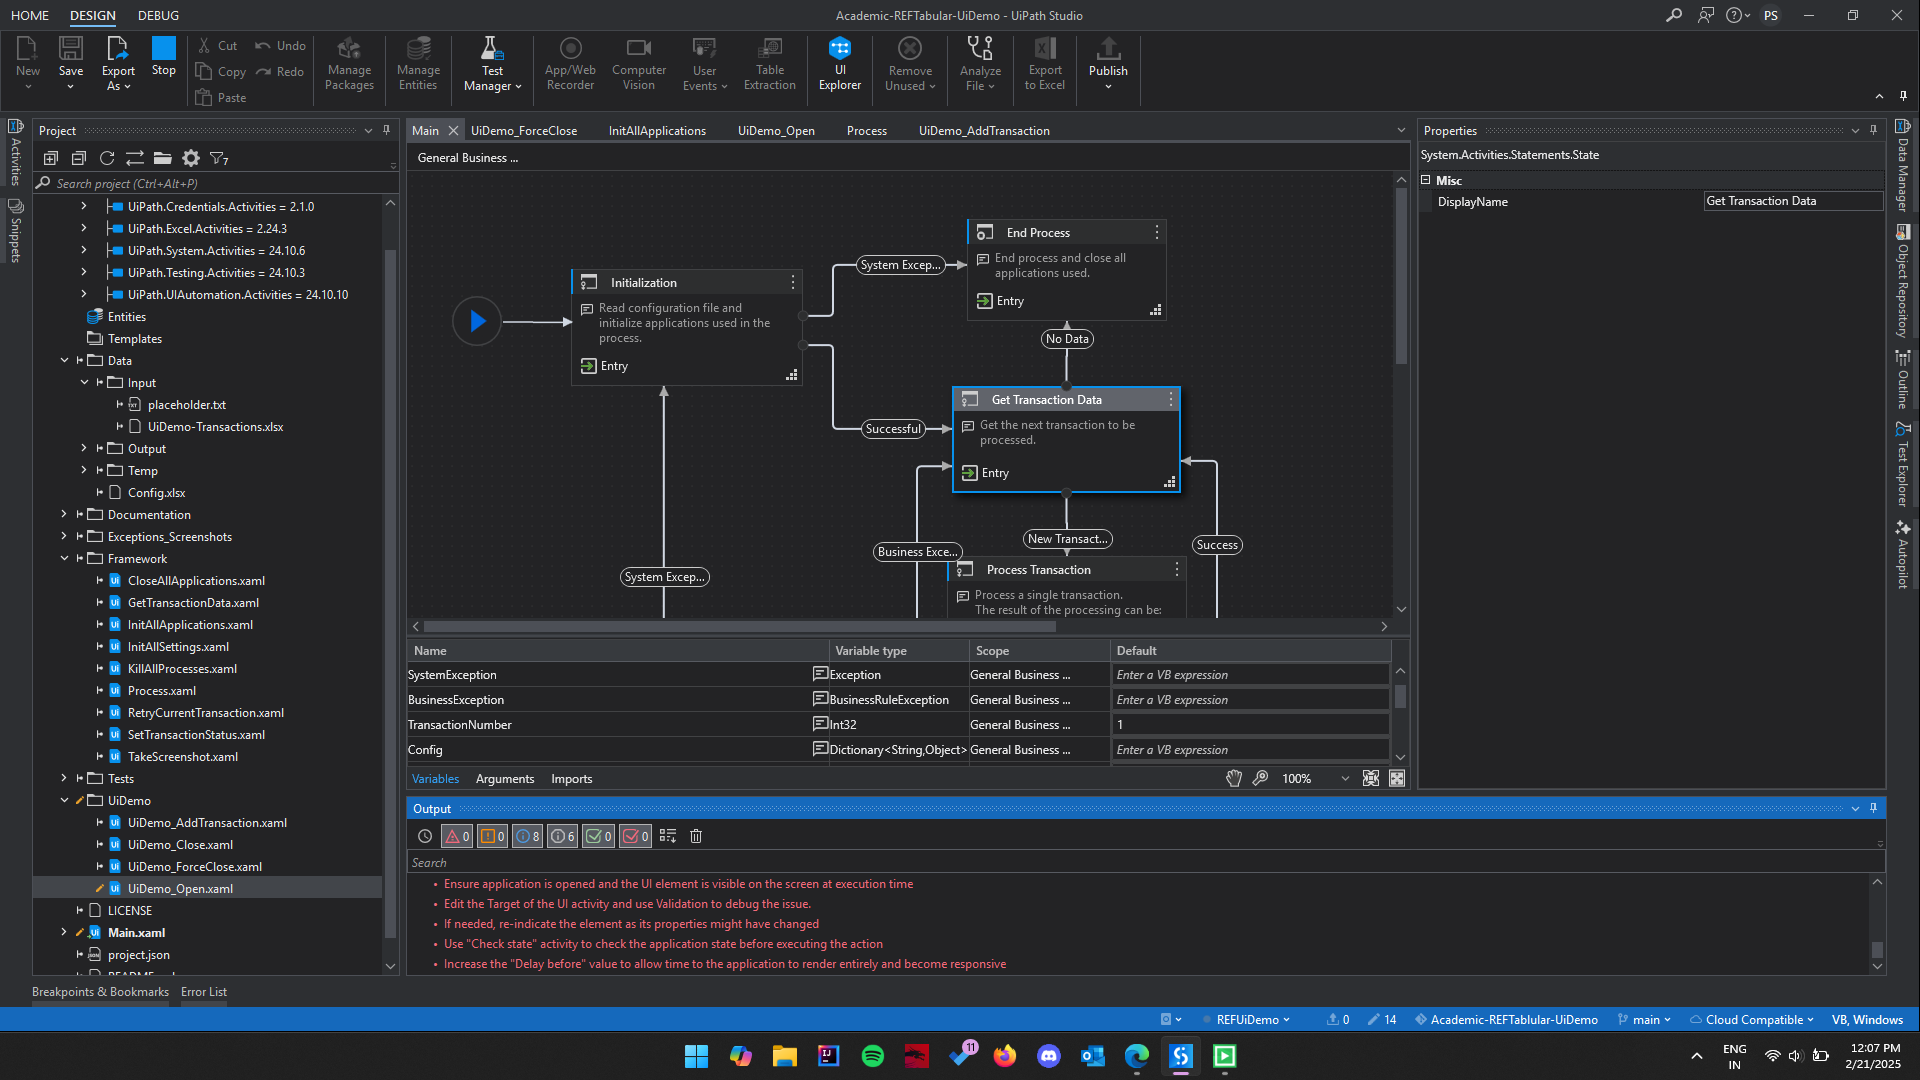 HOME
DESIGN
DEBUG
Academic-REFTabular-UiDemo - UiPath Studio
PS
New
Save
Export As
Stop
Cut
Copy
Paste
Undo
Redo
Manage Packages
Manage Entities
Test Manager
App/Web Recorder
Computer Vision
User Events
Table Extraction
UI Explorer
Remove Unused
Analyze File
Export to Excel
Publish
Activities
Snippets
Project
7
Search project (Ctrl+Alt+P)
UiPath.Credentials.Activities = 2.1.0
UiPath.Excel.Activities = 2.24.3
UiPath.System.Activities = 24.10.6
UiPath.Testing.Activities = 24.10.3
UiPath.UIAutomation.Activities = 24.10.10
Entities
Templates
Data
Input
placeholder.txt
UiDemo-Transactions.xlsx
Output
Temp
Config.xlsx
Documentation
Exceptions_Screenshots
Framework
CloseAllApplications.xaml
GetTransactionData.xaml
InitAllApplications.xaml
InitAllSettings.xaml
KillAllProcesses.xaml
Process.xaml
RetryCurrentTransaction.xaml
SetTransactionStatus.xaml
TakeScreenshot.xaml
Tests
UiDemo
UiDemo_AddTransaction.xaml
UiDemo_Close.xaml
UiDemo_ForceClose.xaml
UiDemo_Open.xaml
LICENSE
Main.xaml
project.json
Breakpoints & Bookmarks
Error List
Main
UiDemo_ForceClose
InitAllApplications
UiDemo_Open
Process
UiDemo_AddTransaction
General Business ...
Initialization
Read configuration file and
initialize applications used in the
process.
Entry
System Excep...
End Process
End process and close all
applications used.
Entry
No Data
Successful
Get Transaction Data
Get the next transaction to be
processed.
Entry
New Transact...
Business Exce...
Success
System Excep...
Process Transaction
Process a single transaction.
The result of the processing can be:
Name
Variable type
Scope
Default
SystemException
Exception
General Business ...
Enter a VB expression
BusinessException
BusinessRuleException
General Business ...
Enter a VB expression
TransactionNumber
Int32
General Business ...
1
Config
Dictionary<String,Object>
General Business ...
Enter a VB expression
Variables
Arguments
Imports
100%
Output
0
0
8
6
0
0
Search
• Ensure application is opened and the UI element is visible on the screen at execution time
• Edit the Target of the UI activity and use Validation to debug the issue.
• If needed, re-indicate the element as its properties might have changed
• Use "Check state" activity to check the application state before executing the action
• Increase the "Delay before" value to allow time to the application to render entirely and become responsive
Properties
System.Activities.Statements.State
Misc
DisplayName
Get Transaction Data
Data Manager
Object Repository
Outline
Test Explorer
Autopilot
REFUiDemo
0
14
Academic-REFTablular-UiDemo
main
Cloud Compatible
VB, Windows
11
ENG
IN
12:07 PM
2/21/2025